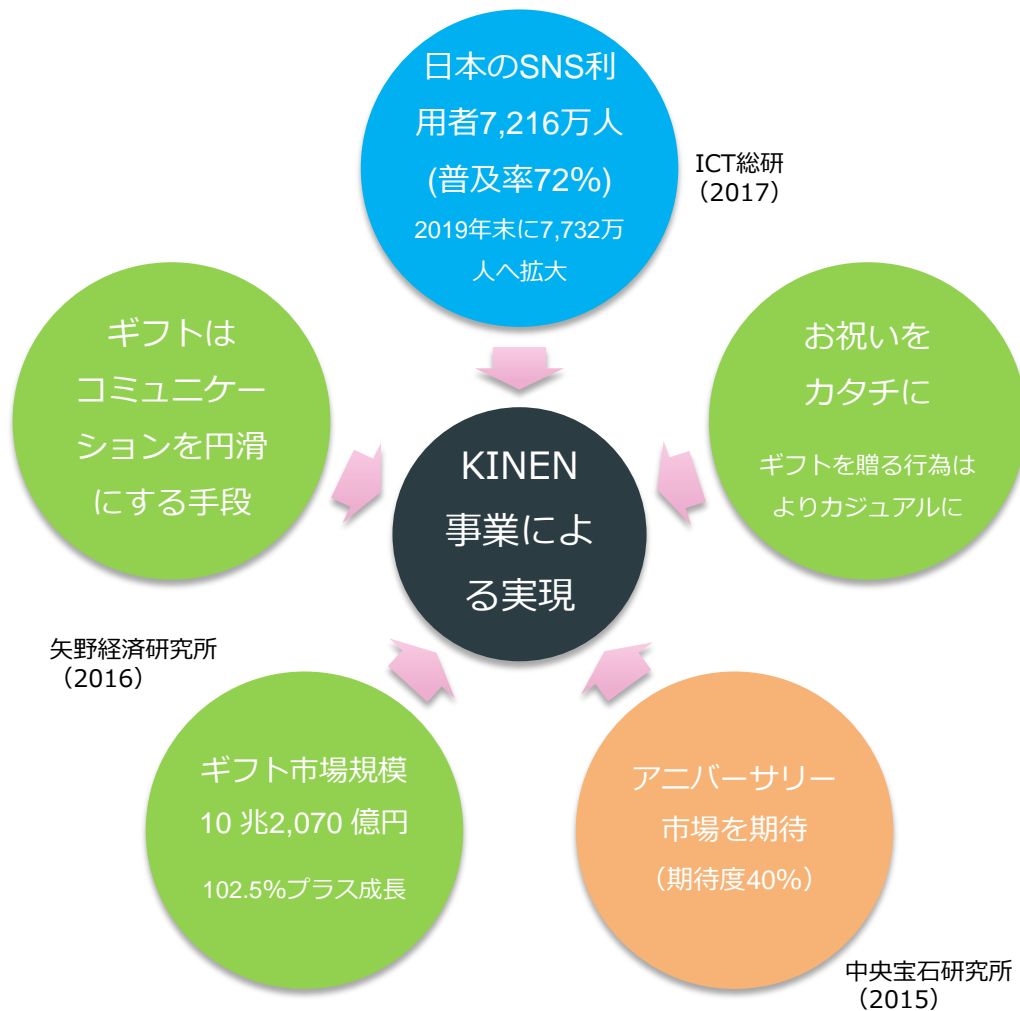 日本のSNS利
用者7,216万人
(普及率72%)
2019年末に7,732万
人へ拡大
ICT総研
（2017）
ギフトは
コミュニケー
ションを円滑
にする手段
お祝いを
カタチに
ギフトを贈る行為は
よりカジュアルに
KINEN
事業によ
る実現
矢野経済研究所
（2016）
ギフト市場規模
10 兆2,070 億円
102.5%プラス成長
アニバーサリー
市場を期待
（期待度40%）
中央宝石研究所
（2015）